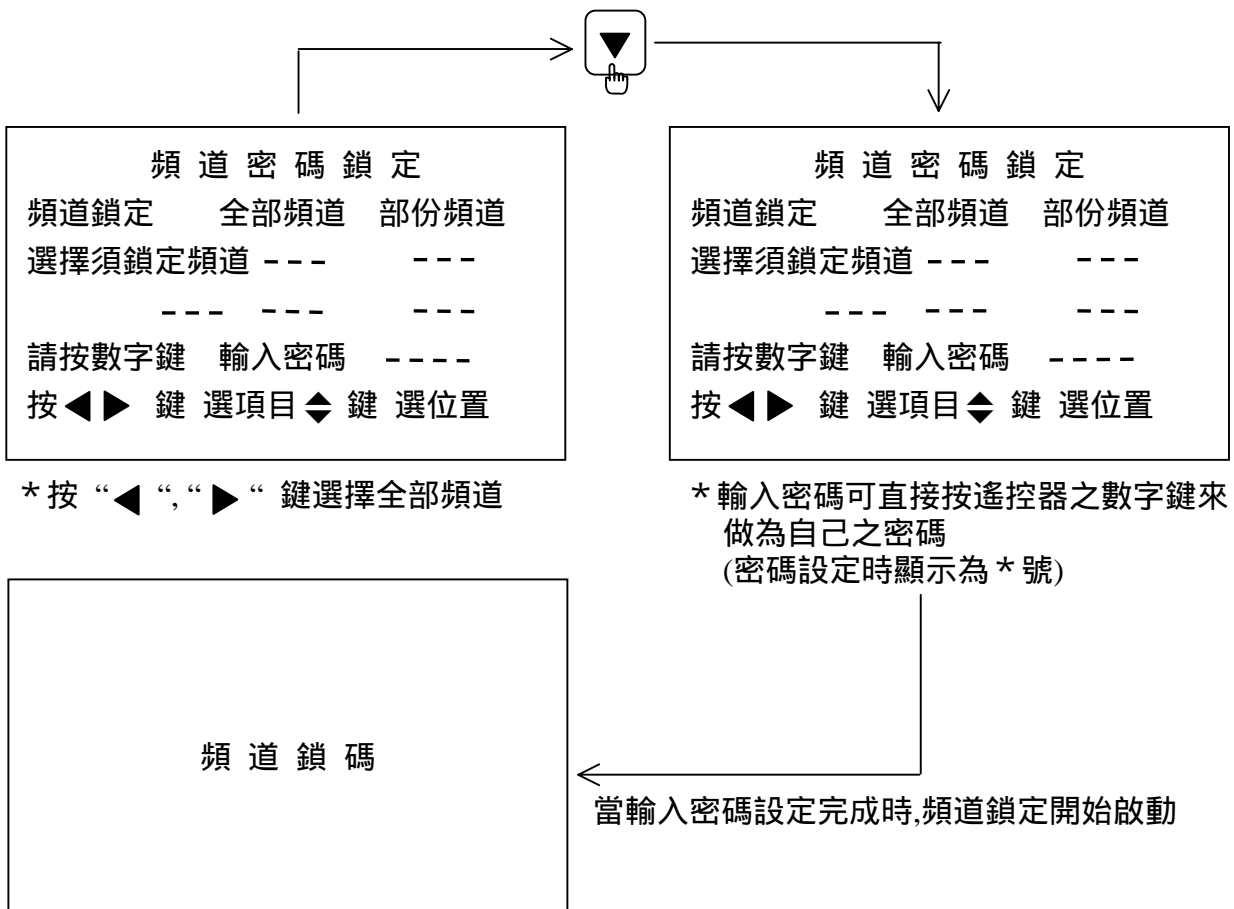 ▼
頻 道 密 碼 鎖 定
頻道鎖定 全部頻道 部份頻道
選擇須鎖定頻道 --- ---
--- --- ---
請按數字鍵 輸入密碼 ----
按◀▶ 鍵 選項目◆ 鍵 選位置
*按 “◀ “,“▶ “ 鍵選擇全部頻道
頻 道 密 碼 鎖 定
頻道鎖定 全部頻道 部份頻道
選擇須鎖定頻道 --- ---
--- --- ---
請按數字鍵 輸入密碼 ----
按◀▶ 鍵 選項目◆ 鍵 選位置
*輸入密碼可直接按遙控器之數字鍵來
做為自己之密碼
(密碼設定時顯示為*號)
頻 道 鎖 碼
當輸入密碼設定完成時,頻道鎖定開始啟動